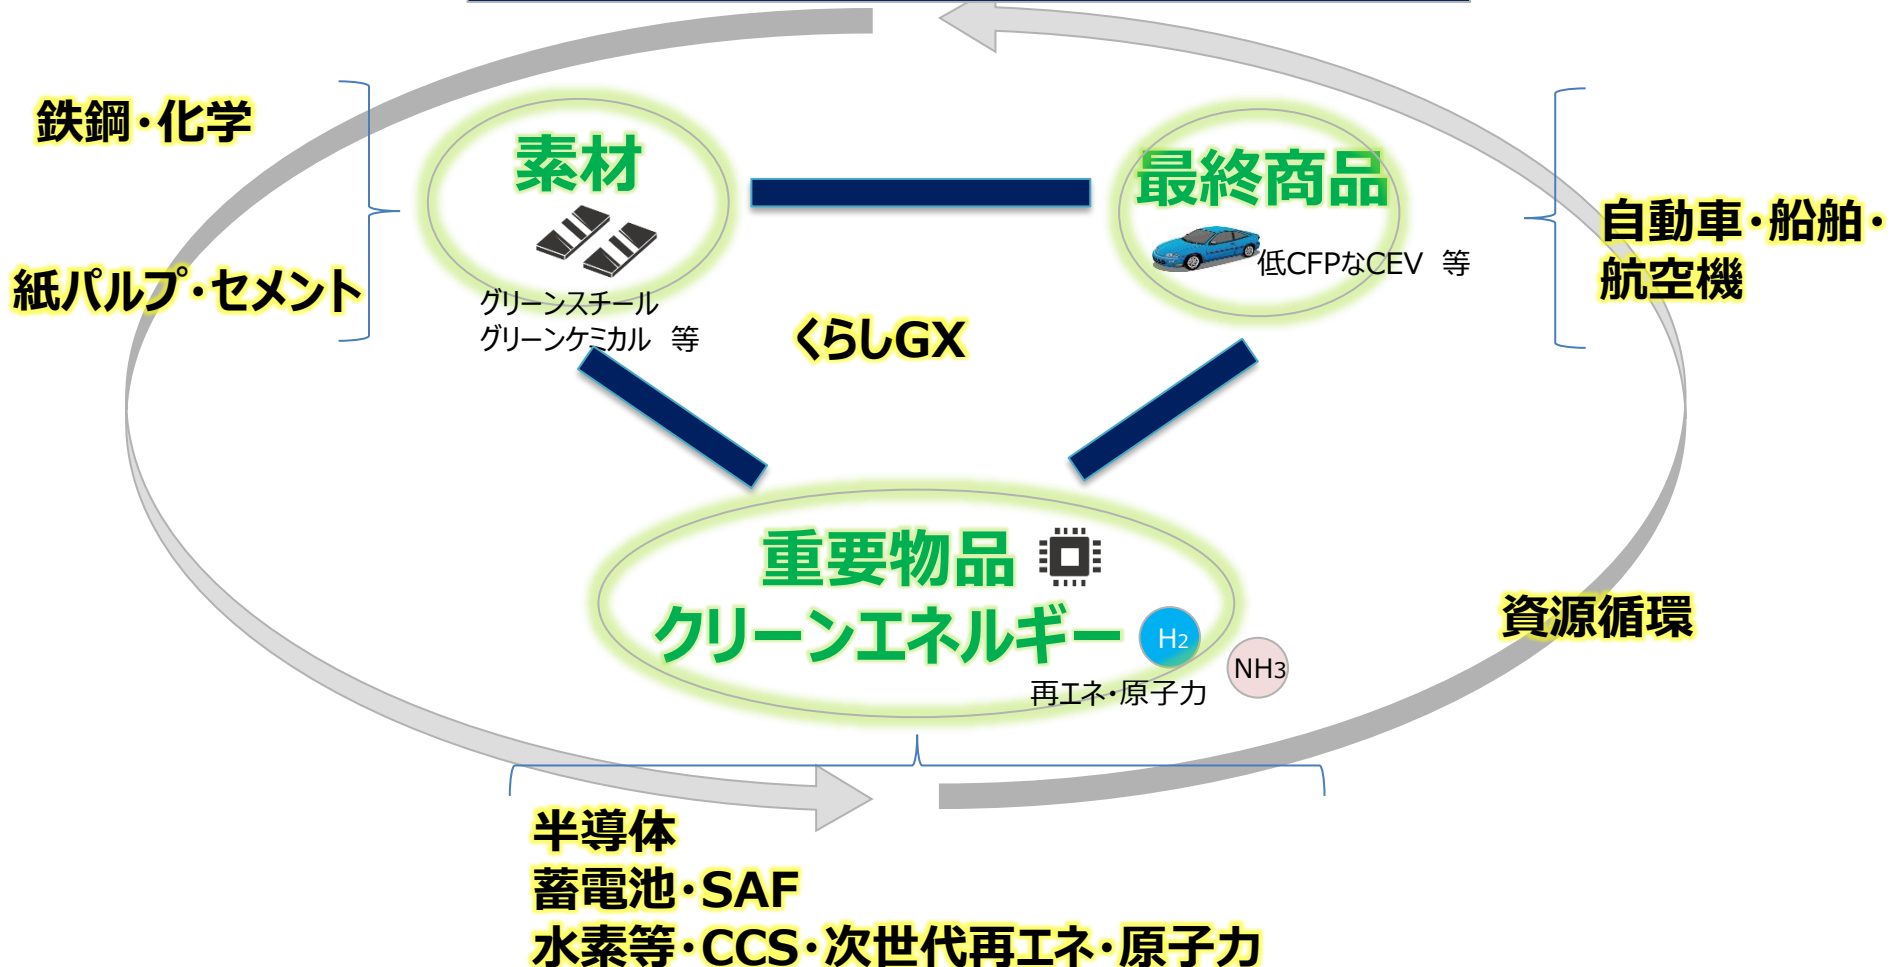 鉄鋼・化学
紙パルプ・セメント
素材
グリーンスチール
グリーンケミカル 等
最終商品
低CFPなCEV 等
自動車・船舶・
航空機
くらしGX
重要物品
クリーンエネルギー
H2
NH3
再エネ・原子力
資源循環
半導体
蓄電池・SAF
水素等・CCS・次世代再エネ・原子力